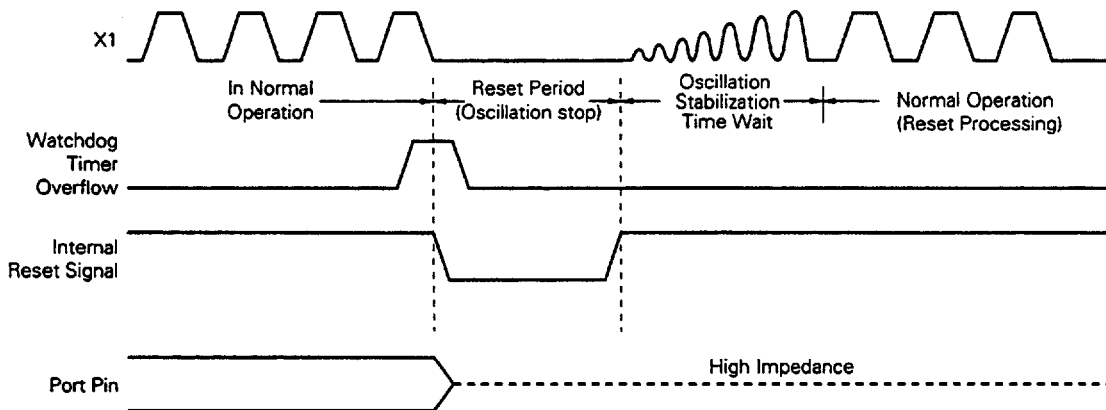 X1
In Normal
Operation
Reset Period
(Oscillation stop)
Oscillation
Stabilization
Time Wait
Normal Operation
(Reset Processing)
Watchdog
Timer
Overflow
Internal
Reset Signal
Port Pin
High Impedance